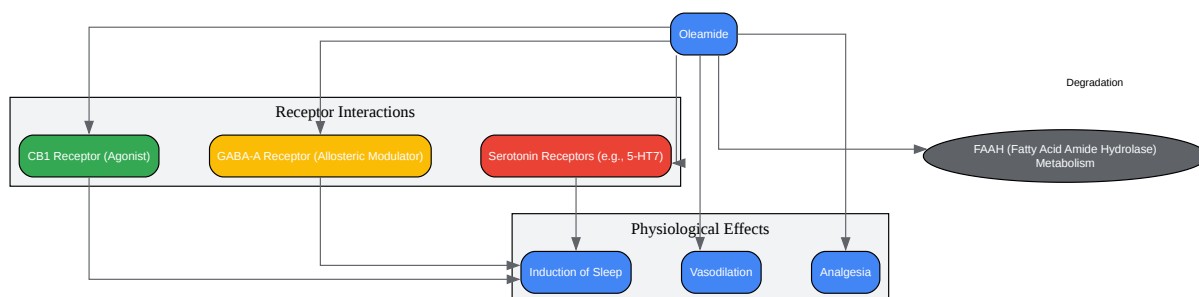 Oleamide
Degradation
Receptor Interactions
CB1 Receptor (Agonist)
GABA-A Receptor (Allosteric Modulator)
Serotonin Receptors (e.g., 5-HT7)
FAAH (Fatty Acid Amide Hydrolase)
Metabolism
Physiological Effects
Induction of Sleep
Vasodilation
Analgesia